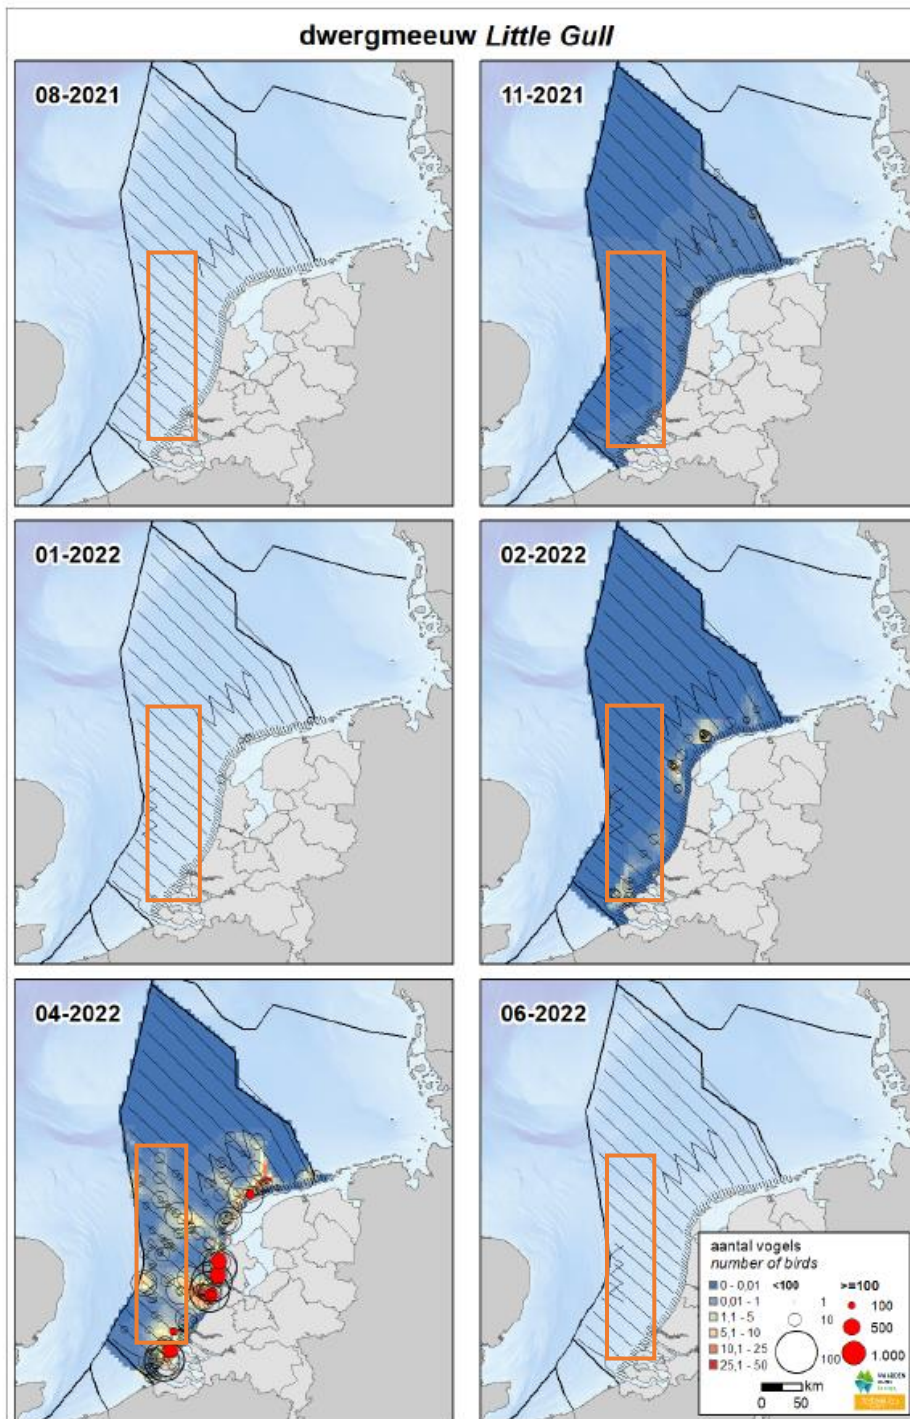 dwergmeeuw Little Gull
08-2021
11-2021
01-2022
02-2022
04-2022
06-2022
aantal vogels
number of birds
0 - 0,01
0,01 - 1
1,1 - 5
5,1 - 10
10,1 - 25
25,1 - 50
<100
1
10
100
>=100
100
500
1.000
km
0 50